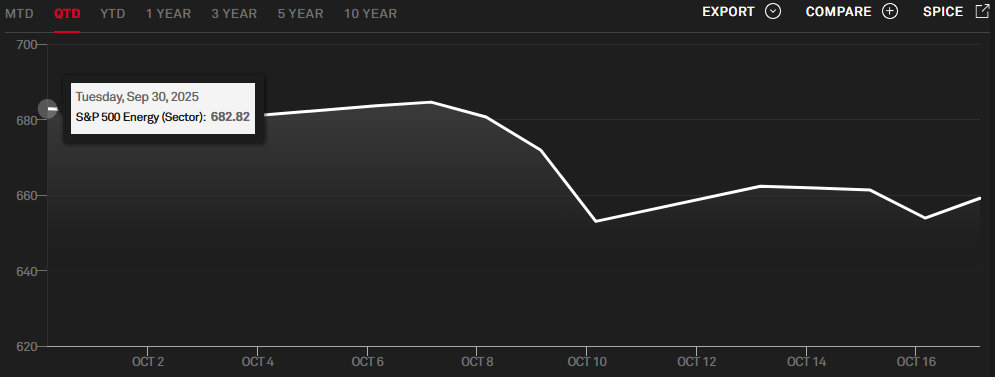 MTD QTD YTD 1 YEAR 3 YEAR 5 YEAR 10 YEAR EXPORT COMPARE SPICE
700
Tuesday, Sep 30, 2025
S&P 500 Energy (Sector): 682.82
680
660
640
620
OCT 2 OCT 4 OCT 6 OCT 8 OCT 10 OCT 12 OCT 14 OCT 16